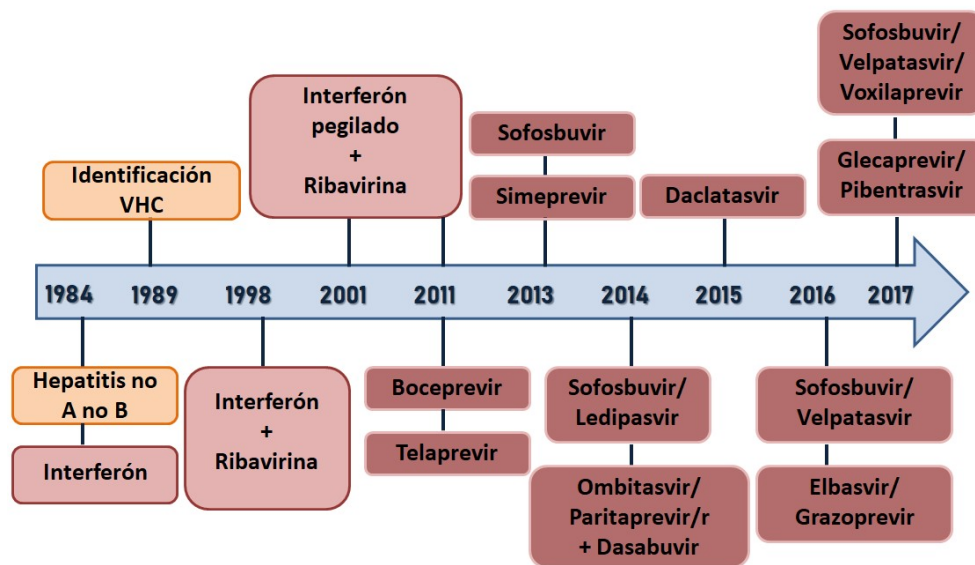 Sofosbuvir/
Velpatasvir/
Voxilaprevir
Interferón
pegilado
+
Ribavirina
Sofosbuvir
Glecaprevir/
Pibentrasvir
Identificación
VHC
Simeprevir
Daclatasvir
1984 1989 1998 2001 2011 2013 2014 2015 2016 2017
Hepatitis no
A no B
Interferón
Interferón
+
Ribavirina
Boceprevir
Telaprevir
Sofosbuvir/
Ledipasvir
Ombitasvir/
Paritaprevir/r
+ Dasabuvir
Sofosbuvir/
Velpatasvir
Elbasvir/
Grazoprevir